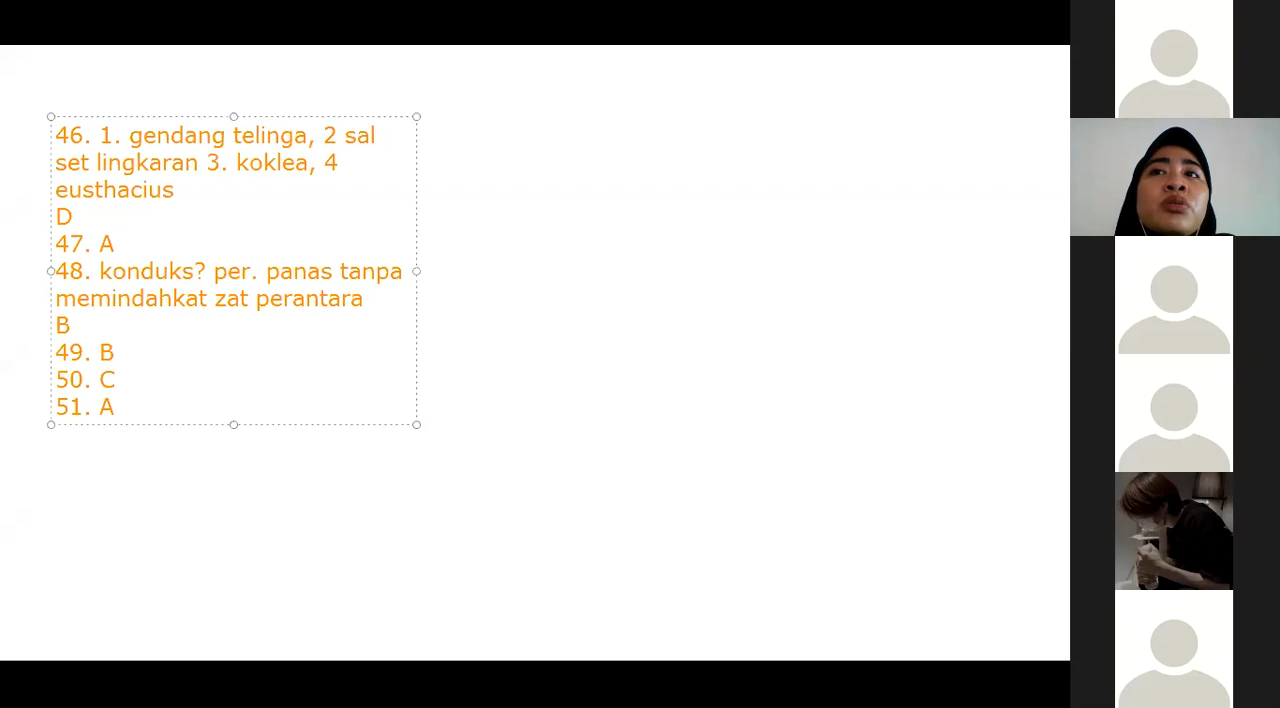 46. 1. gendang telinga, 2 sal
set lingkaran 3. koklea, 4
eusthacius
D
47. A
48. konduks? per. panas tanpa
memindahkat zat perantara
B
49. B
50. C
51. A